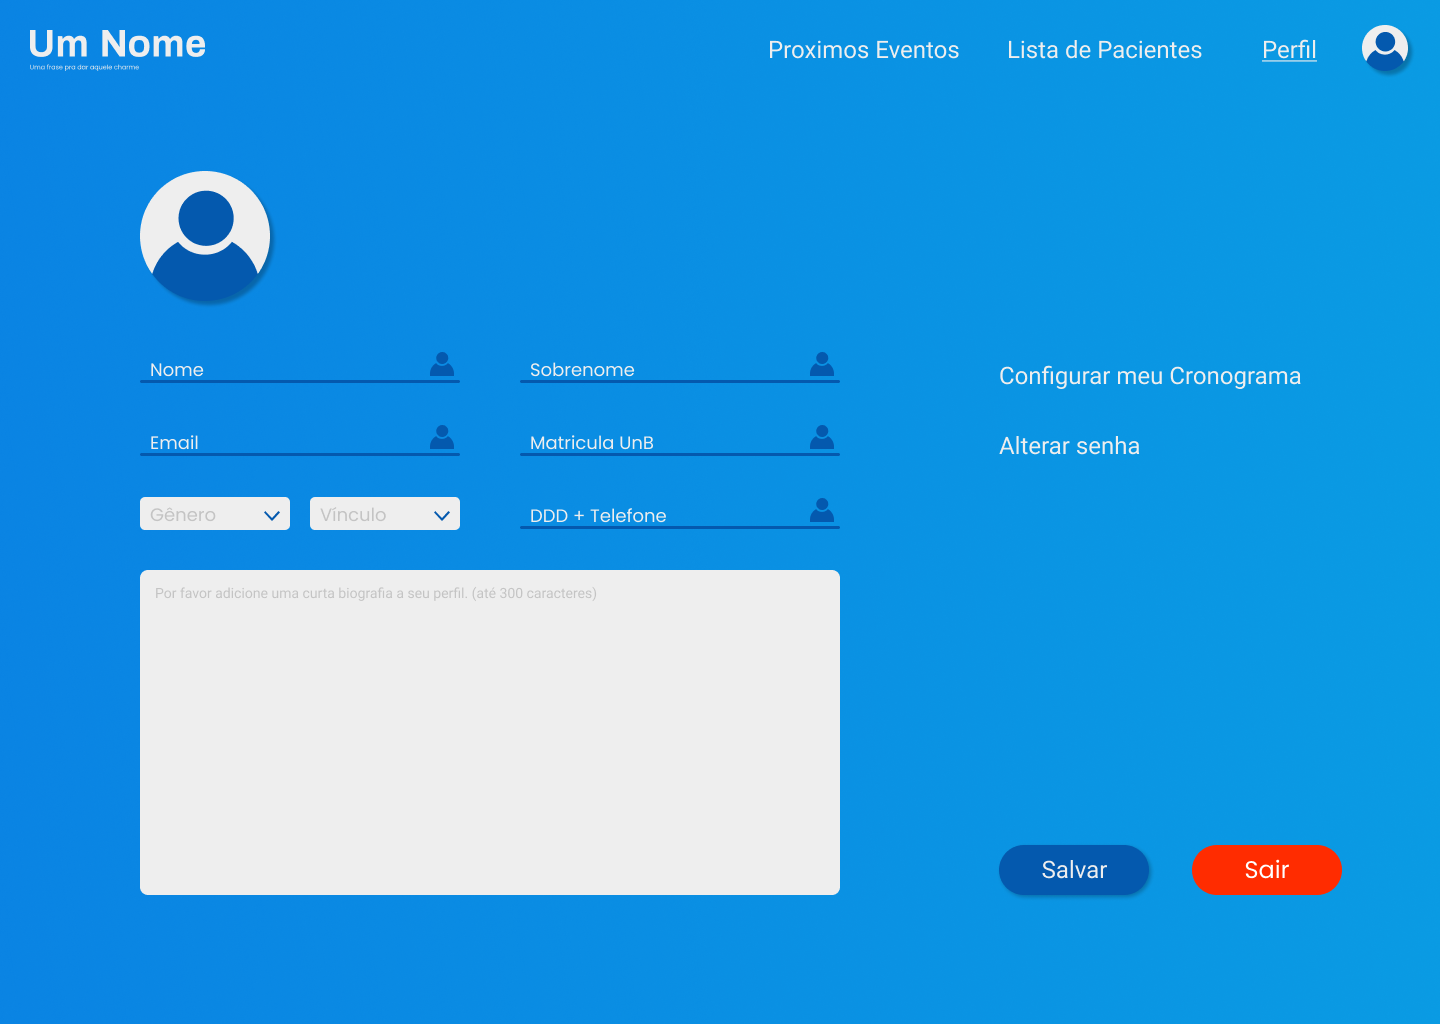 Um Nome
Uma frase pra dar aquele charme
Proximos Eventos
Lista de Pacientes
Perfil
Nome
Sobrenome
Configurar meu Cronograma
Email
Matricula UnB
Alterar senha
Gênero
Vínculo
DDD + Telefone
Por favor adicione uma curta biografia a seu perfil. (até 300 caracteres)
Salvar
Sair